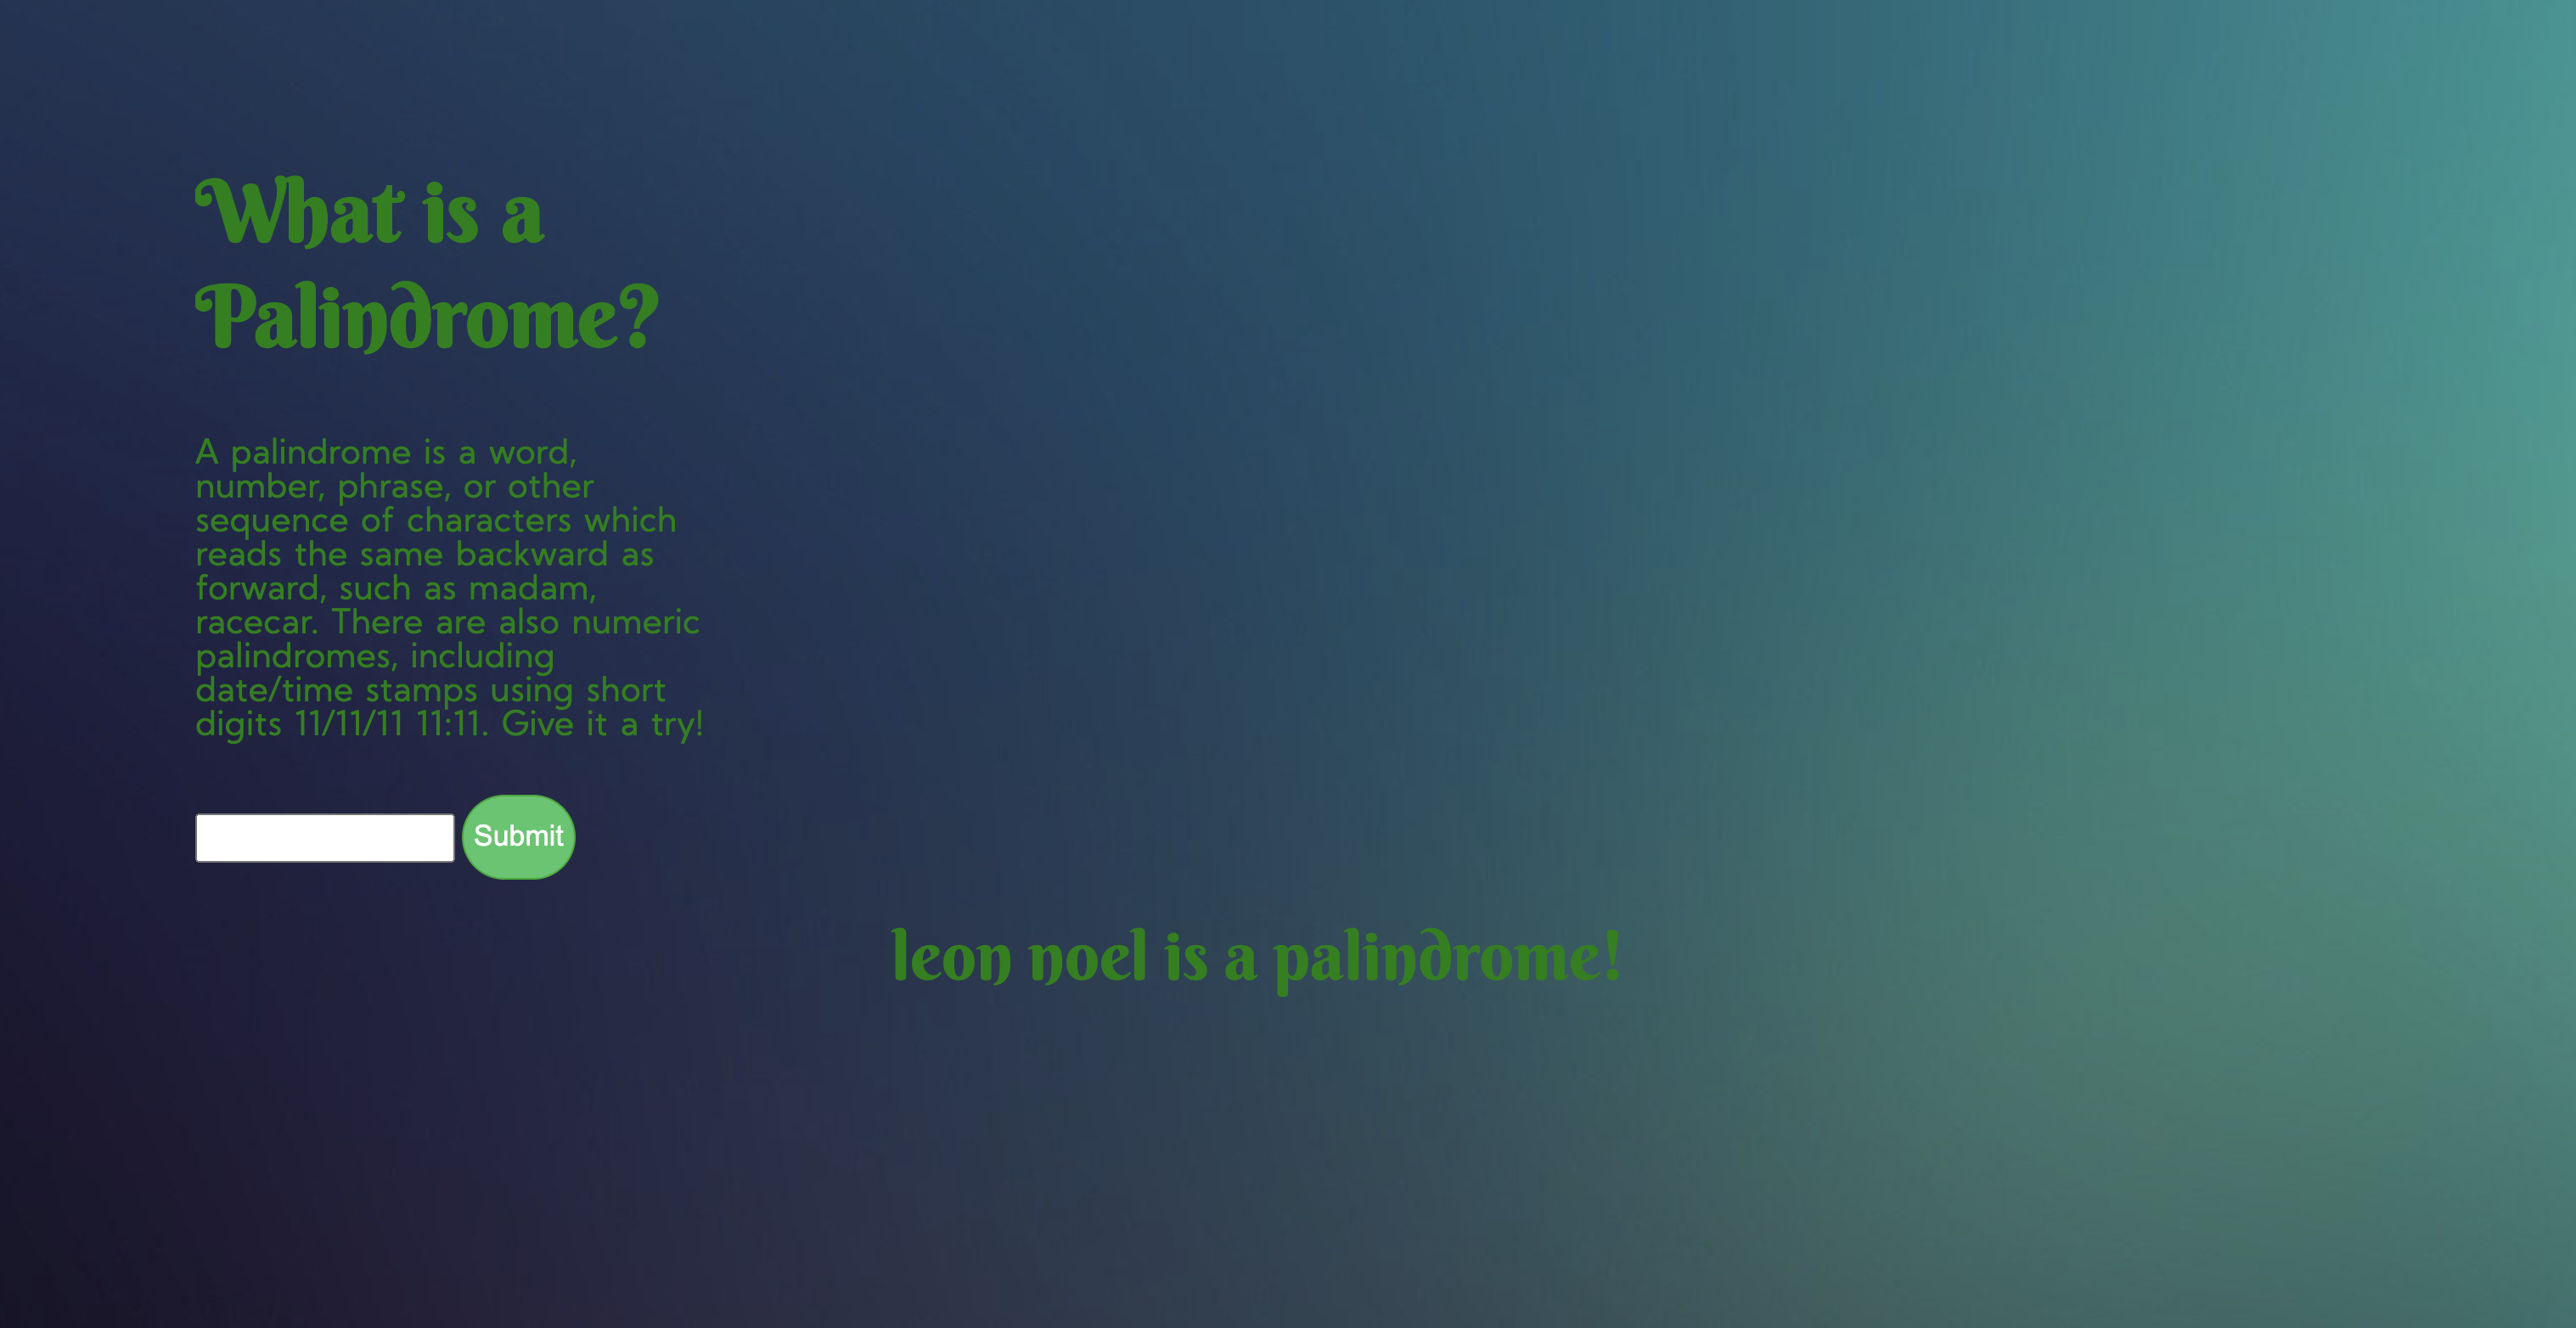 What is a
Palindrome?
A palindrome is a word,
number, phrase, or other
sequence of characters which
reads the same backward as
forward, such as madam,
racecar. There are also numeric
palindromes, including
date/time stamps using short
digits 11/11/11 11:11. Give it a try!
Submit
leon noel is a palindrome!